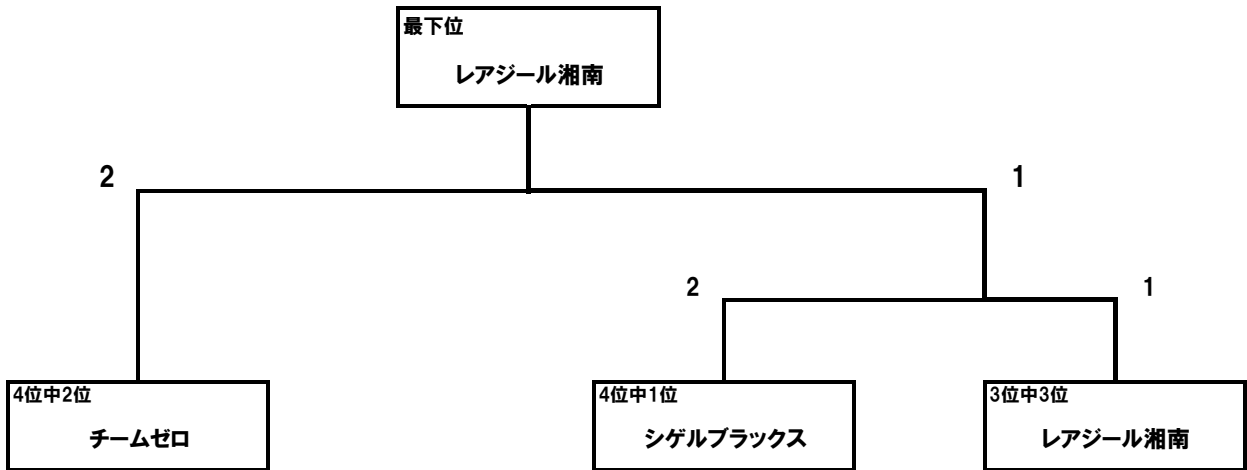 最下位
レアジール湘南
2
1
2
1
4位中2位
チームゼロ
4位中1位
シゲルブラックス
3位中3位
レアジール湘南